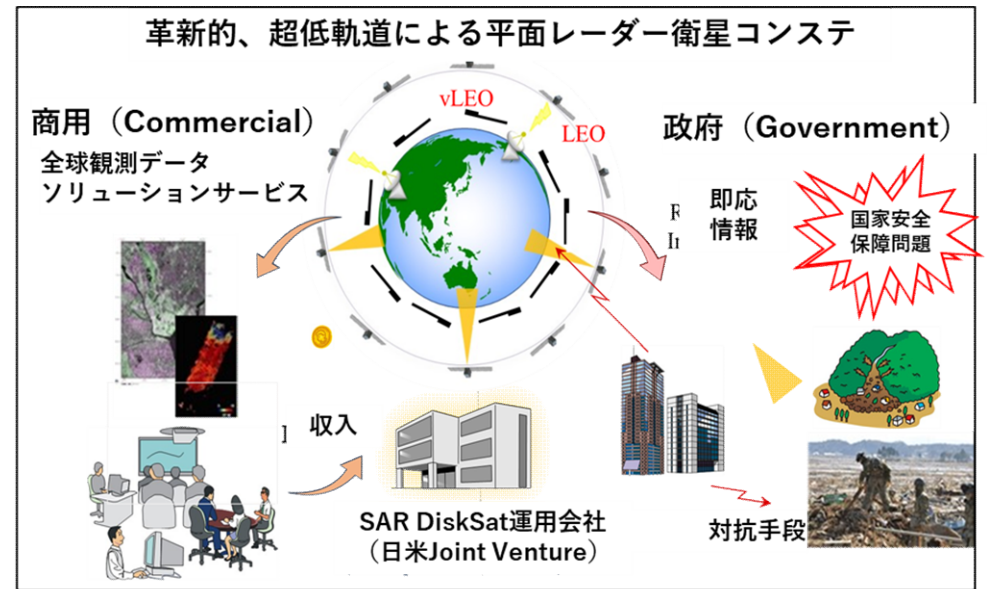 革新的、超低軌道による平面レーダー衛星コンステ
vLEO
LEO
商用（Commercial）
全球観測データ
ソリューションサービス
政府（Government）
即応
情報
国家安全
保障問題
収入
SAR DiskSat運用会社
（日米Joint Venture）
対抗手段